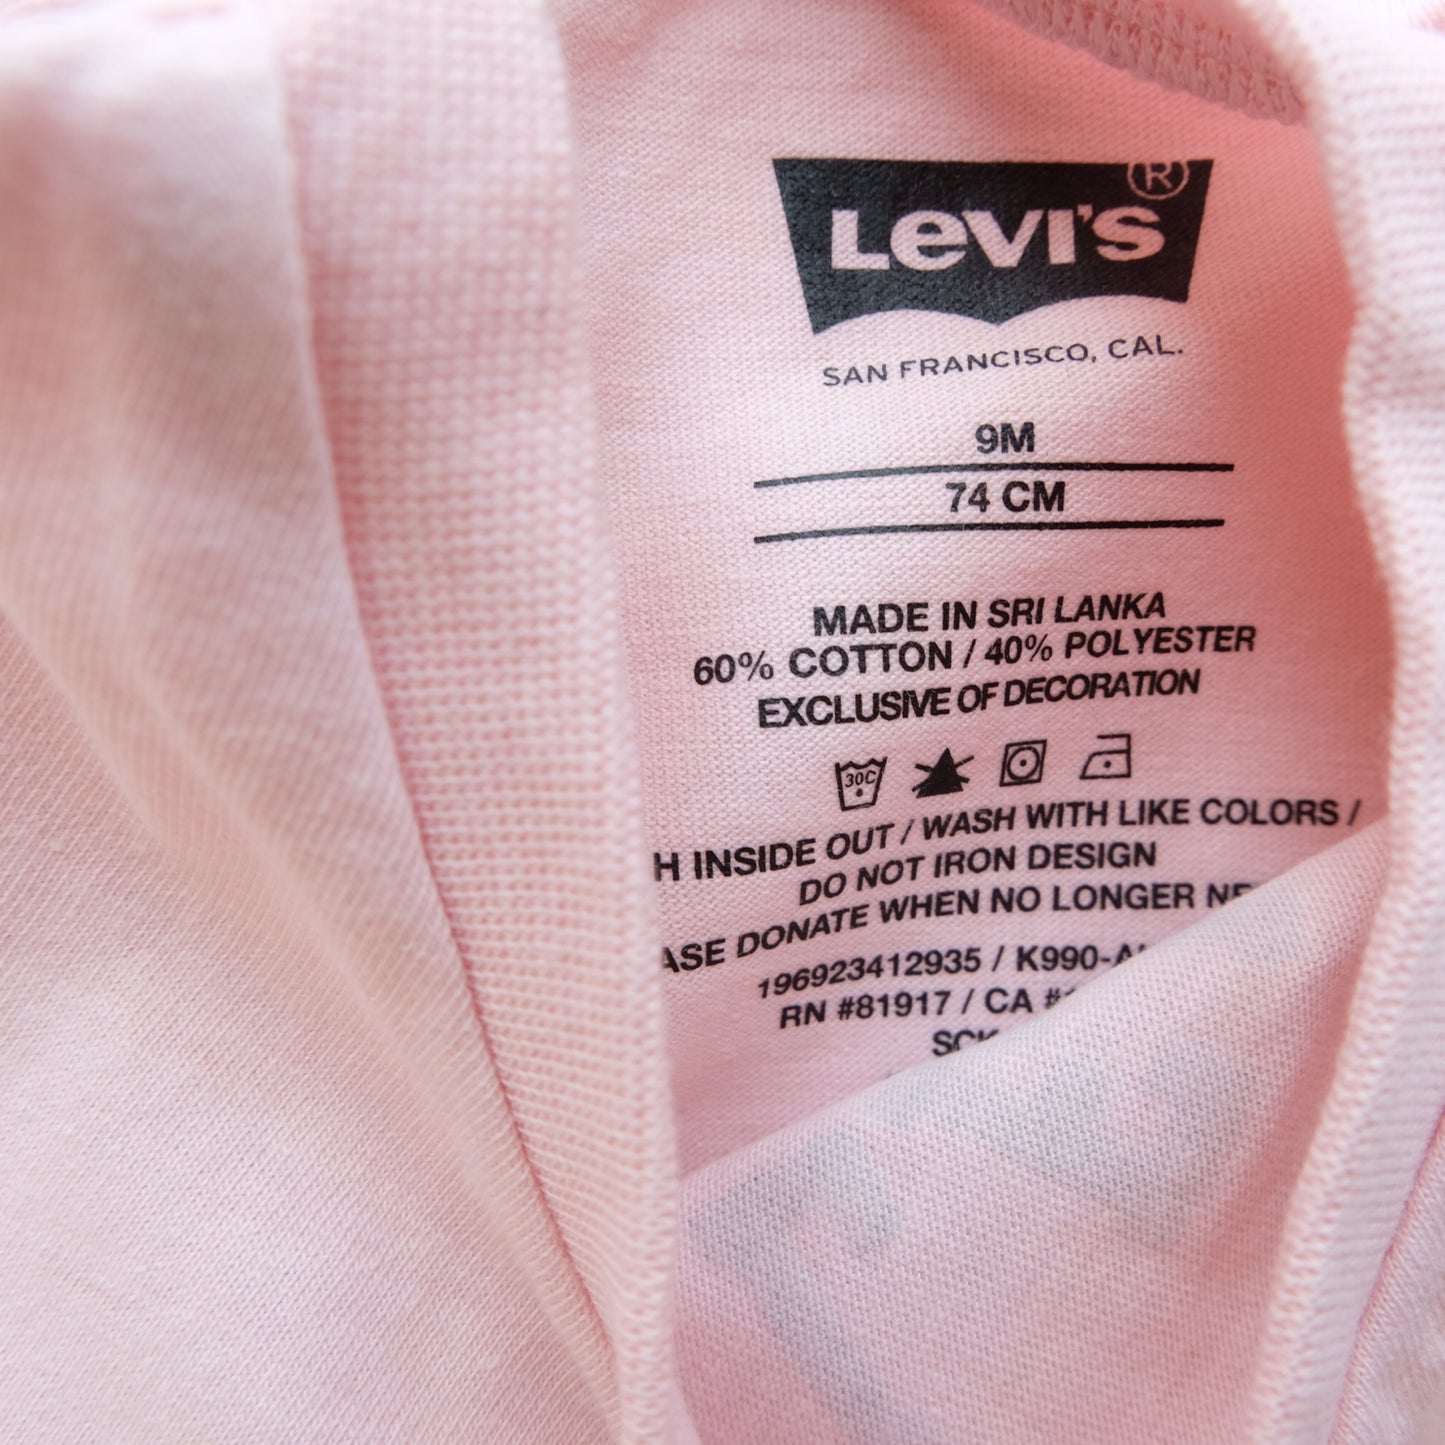 LEVI'S ®
SAN FRANCISCO, CAL.
9M
74 CM
MADE IN SRI LANKA
60% COTTON / 40% POLYESTER
EXCLUSIVE OF DECORATION
30C
H INSIDE OUT / WASH WITH LIKE COLORS /
DO NOT IRON DESIGN
ASE DONATE WHEN NO LONGER
196923412935 / K990-
RN #81917 / CA #